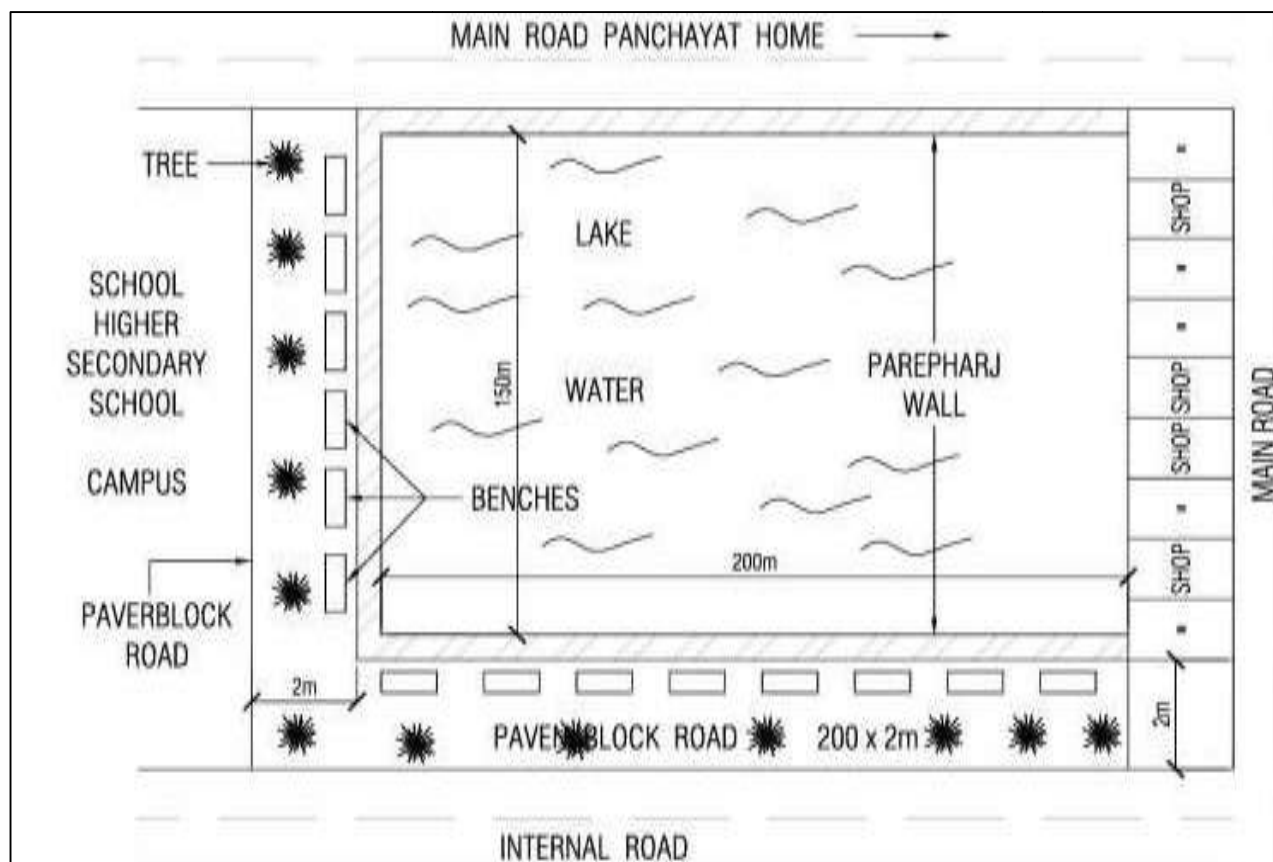 MAIN ROAD PANCHAYAT HOME
TREE
SCHOOL
HIGHER
SECONDARY
SCHOOL
CAMPUS
PAVERBLOCK
ROAD
LAKE
WATER
150m
PAREPHARJ
WALL
BENCHES
200m
"
SHOP
"
"
SHOP
SHOP
"
SHOP
"
MAIN ROAD
2m
2m
PAVERBLOCK ROAD 200 x 2m
INTERNAL ROAD